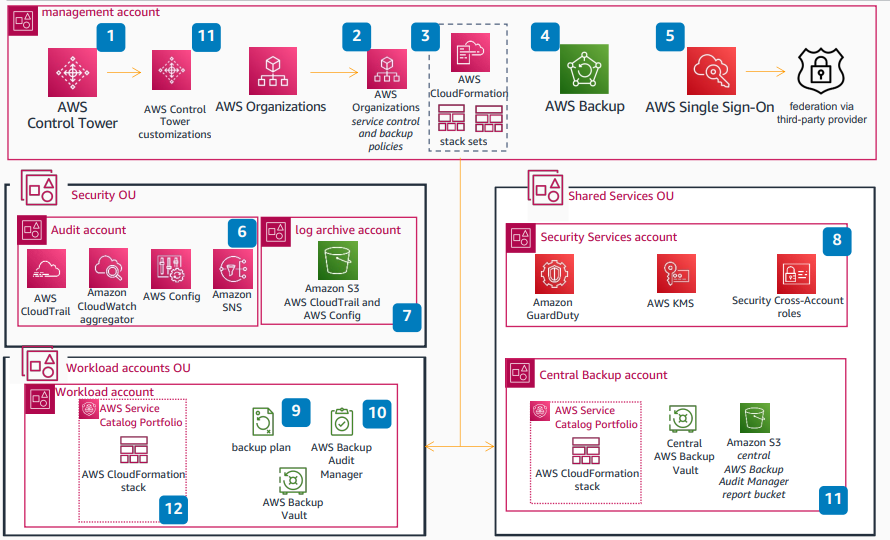 management account
1
11
2
3
4
5
AWS
Control Tower
AWS Control
Tower
customizations
AWS Organizations
AWS
Organizations
service control
and backup
policies
AWS
CloudFormation
stack sets
AWS Backup
AWS Single Sign-On
federation via
third-party provider
Security OU
Audit account
6
AWS
CloudTrail
Amazon
CloudWatch
aggregator
AWS Config
Amazon
SNS
log archive account
Amazon S3
AWS CloudTrail and
AWS Config
7
Shared Services OU
Security Services account
8
Amazon
GuardDuty
AWS KMS
Security Cross-Account
roles
Workload accounts OU
Workload account
AWS Service
Catalog Portfolio
AWS CloudFormation
stack
12
9
backup plan
10
AWS Backup
Audit
Manager
AWS Backup
Vault
Central Backup account
AWS Service
Catalog Portfolio
AWS CloudFormation
stack
Central
AWS Backup
Vault
Amazon S3
central
AWS Backup
Audit Manager
report bucket
11